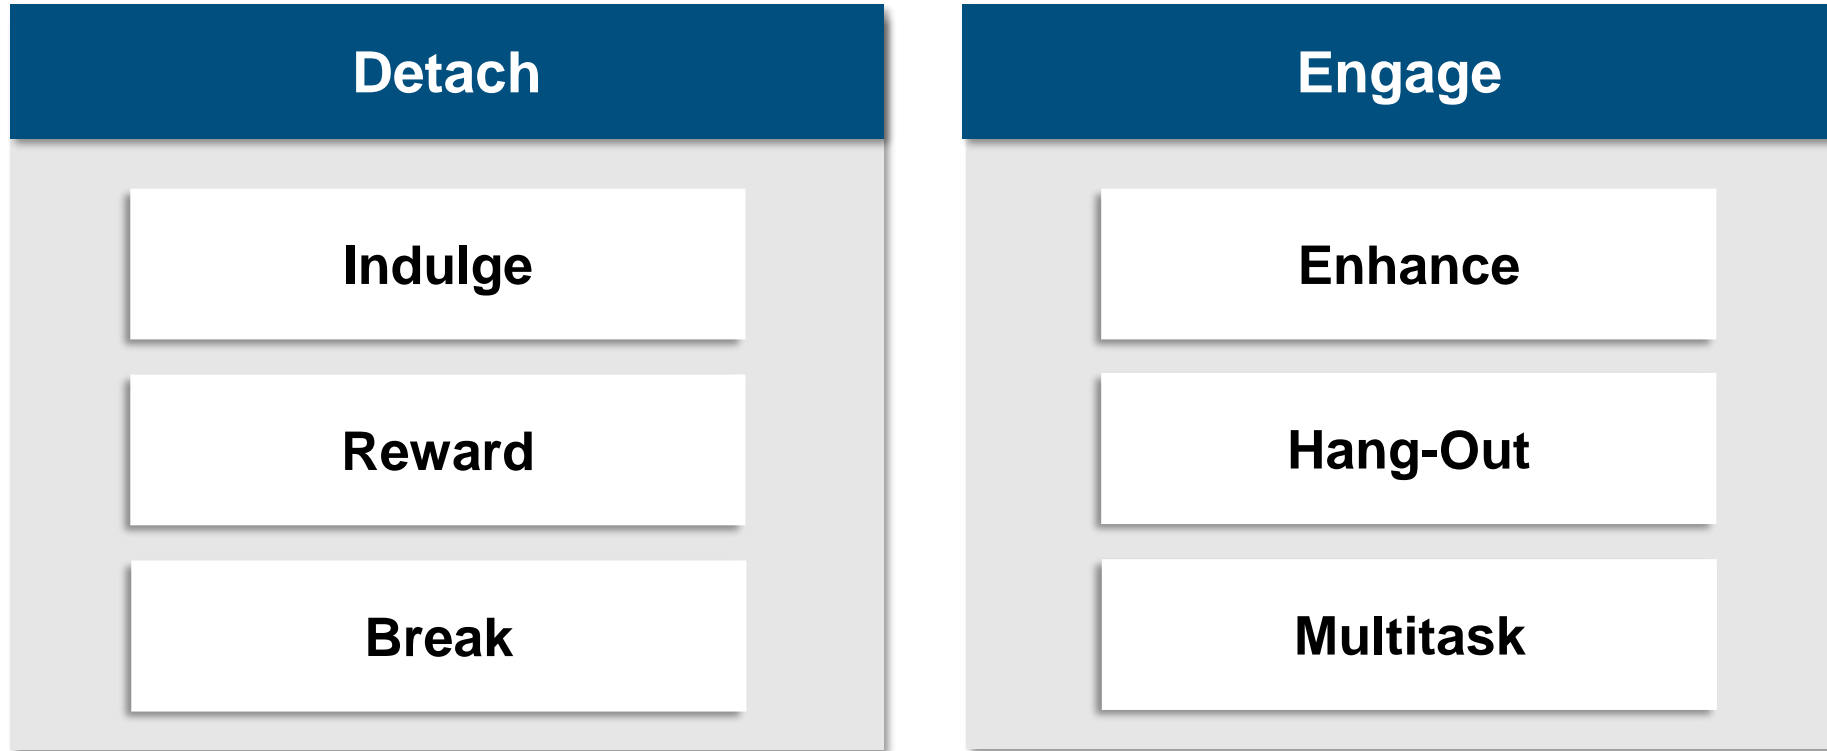 Detach
Indulge
Reward
Break
Engage
Enhance
Hang-Out
Multitask